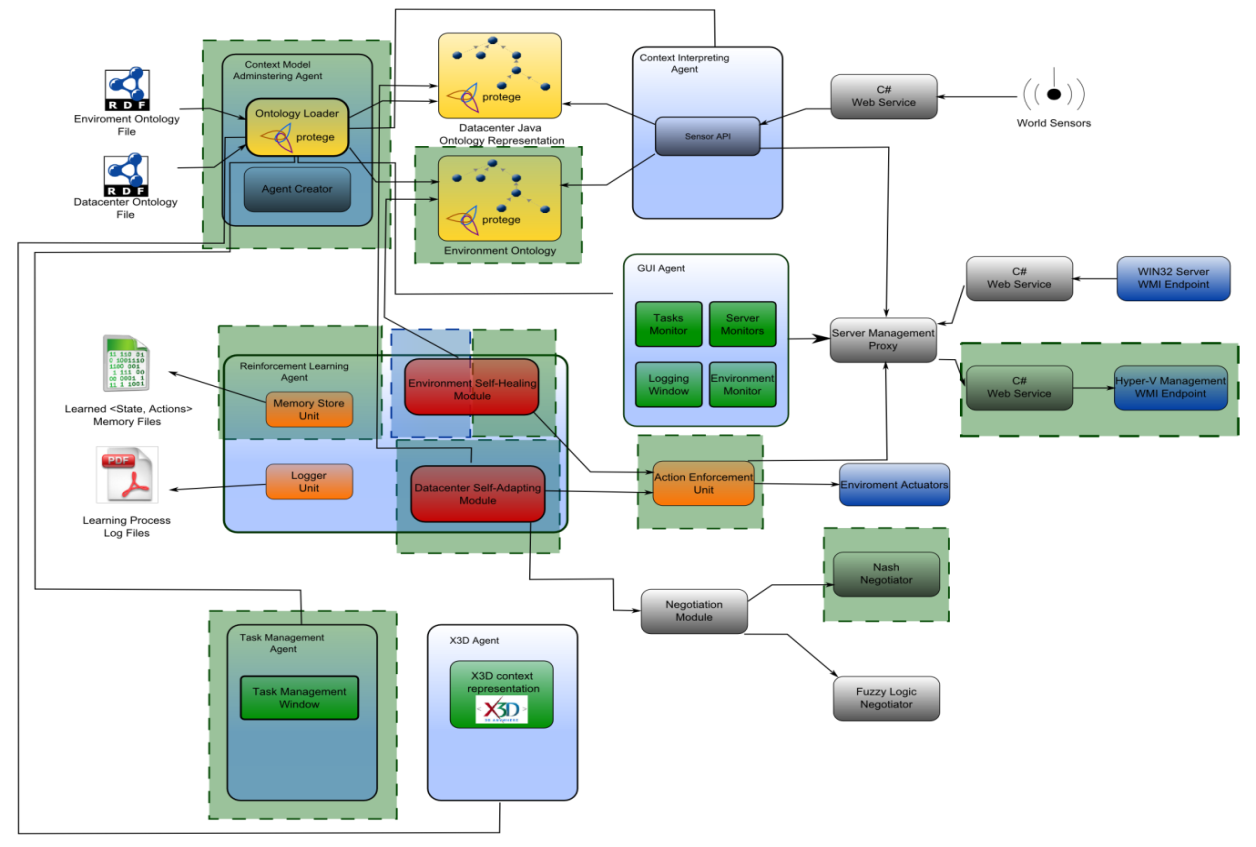 Context Model
Adminstering Agent
Ontology Loader
protege
Agent Creator
RDF
Enviroment Ontology
File
RDF
Datacenter Ontology
File
protege
Datacenter Java
Ontology Representation
protege
Environment Ontology
Context Interpreting
Agent
Sensor API
C#
Web Service
World Sensors
GUI Agent
Tasks
Monitor
Server
Monitors
Logging
Window
Environment
Monitor
Server Management
Proxy
C#
Web Service
WIN32 Server
WMI Endpoint
C#
Web Service
Hyper-V Management
WMI Endpoint
Learned <State, Actions>
Memory Files
PDF
Learning Process
Log Files
Reinforcement Learning
Agent
Memory Store
Unit
Logger
Unit
Environment Self-Healing
Module
Datacenter Self-Adapting
Module
Action Enforcement
Unit
Enviroment Actuators
Nash
Negotiator
Negotiation
Module
Fuzzy Logic
Negotiator
Task Management
Agent
Task Management
Window
X3D Agent
X3D context
representation
X3D